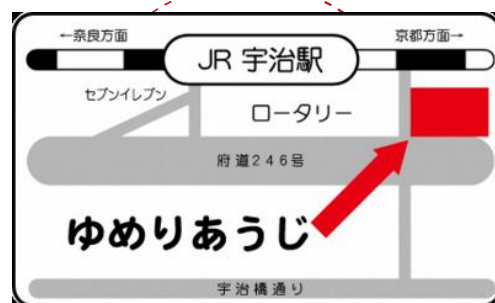 ←奈良方面
京都方面→
JR 宇治駅
セブンイレブン
ロータリー
府道246号
ゆめりあうじ
宇治橋通り